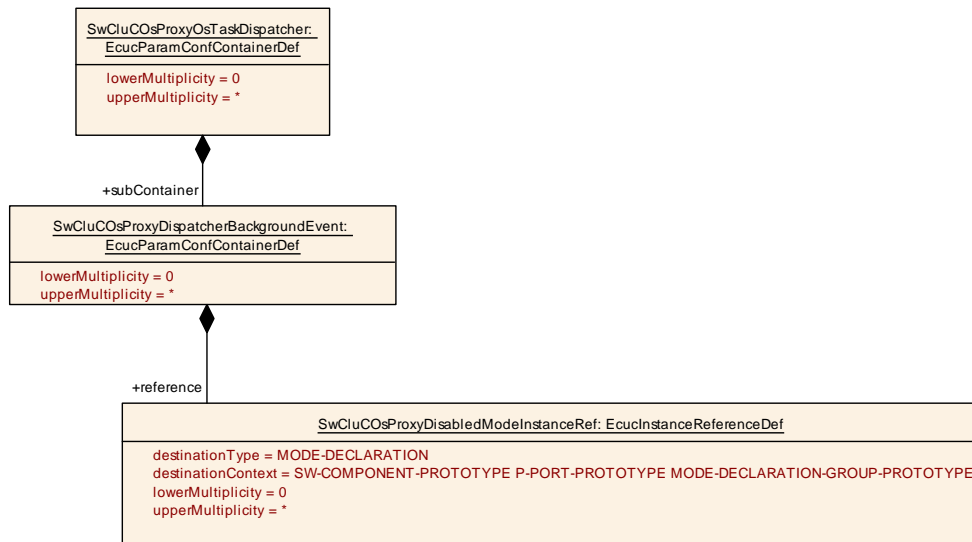 SwCluCOsProxyOsTaskDispatcher:
EcucParamConfContainerDef
lowerMultiplicity = 0
upperMultiplicity = *
+subContainer
SwCluCOsProxyDispatcherBackgroundEvent:
EcucParamConfContainerDef
lowerMultiplicity = 0
upperMultiplicity = *
+reference
SwCluCOsProxyDisabledModeInstanceRef: EcucInstanceReferenceDef
destinationType = MODE-DECLARATION
destinationContext = SW-COMPONENT-PROTOTYPE P-PORT-PROTOTYPE MODE-DECLARATION-GROUP-PROTOTYPE
lowerMultiplicity = 0
upperMultiplicity = *